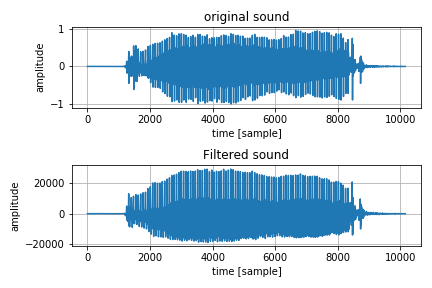 original sound
1
0
−1
amplitude
0 2000 4000 6000 8000 10000
time [sample]
Filtered sound
20000
0
−20000
amplitude
0 2000 4000 6000 8000 10000
time [sample]